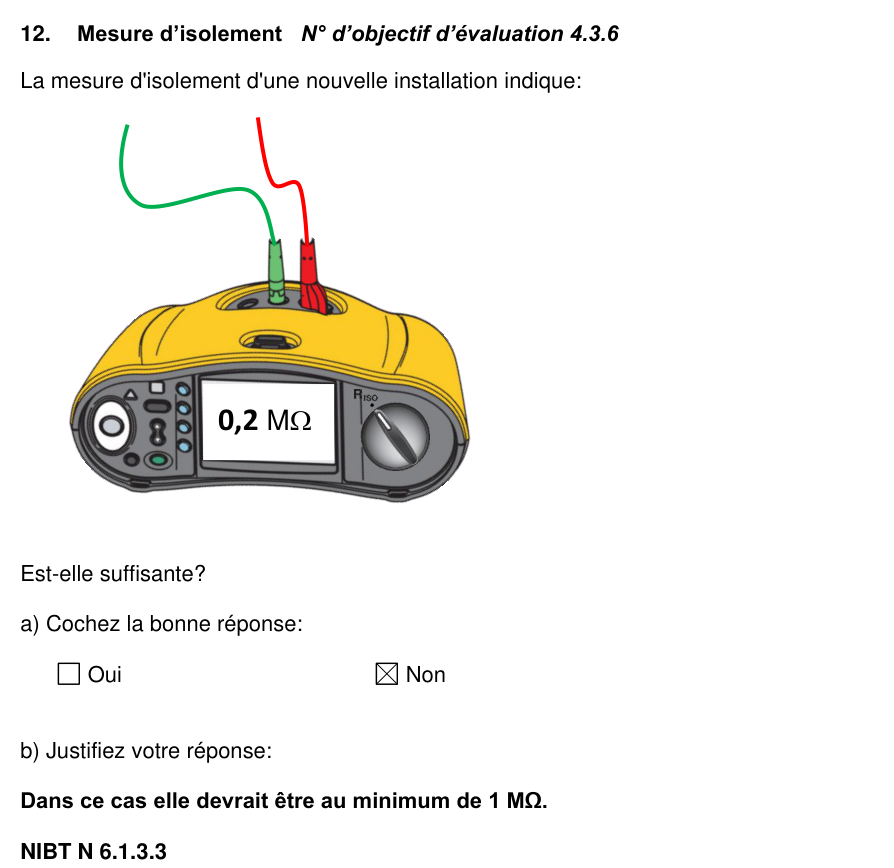 12. Mesure d’isolement N° d’objectif d’évaluation 4.3.6
La mesure d'isolement d'une nouvelle installation indique:
RISO
0,2 MΩ
Est-elle suffisante?
a) Cochez la bonne réponse:
☐ Oui ☒ Non
b) Justifiez votre réponse:
Dans ce cas elle devrait être au minimum de 1 MΩ.
NIBT N 6.1.3.3